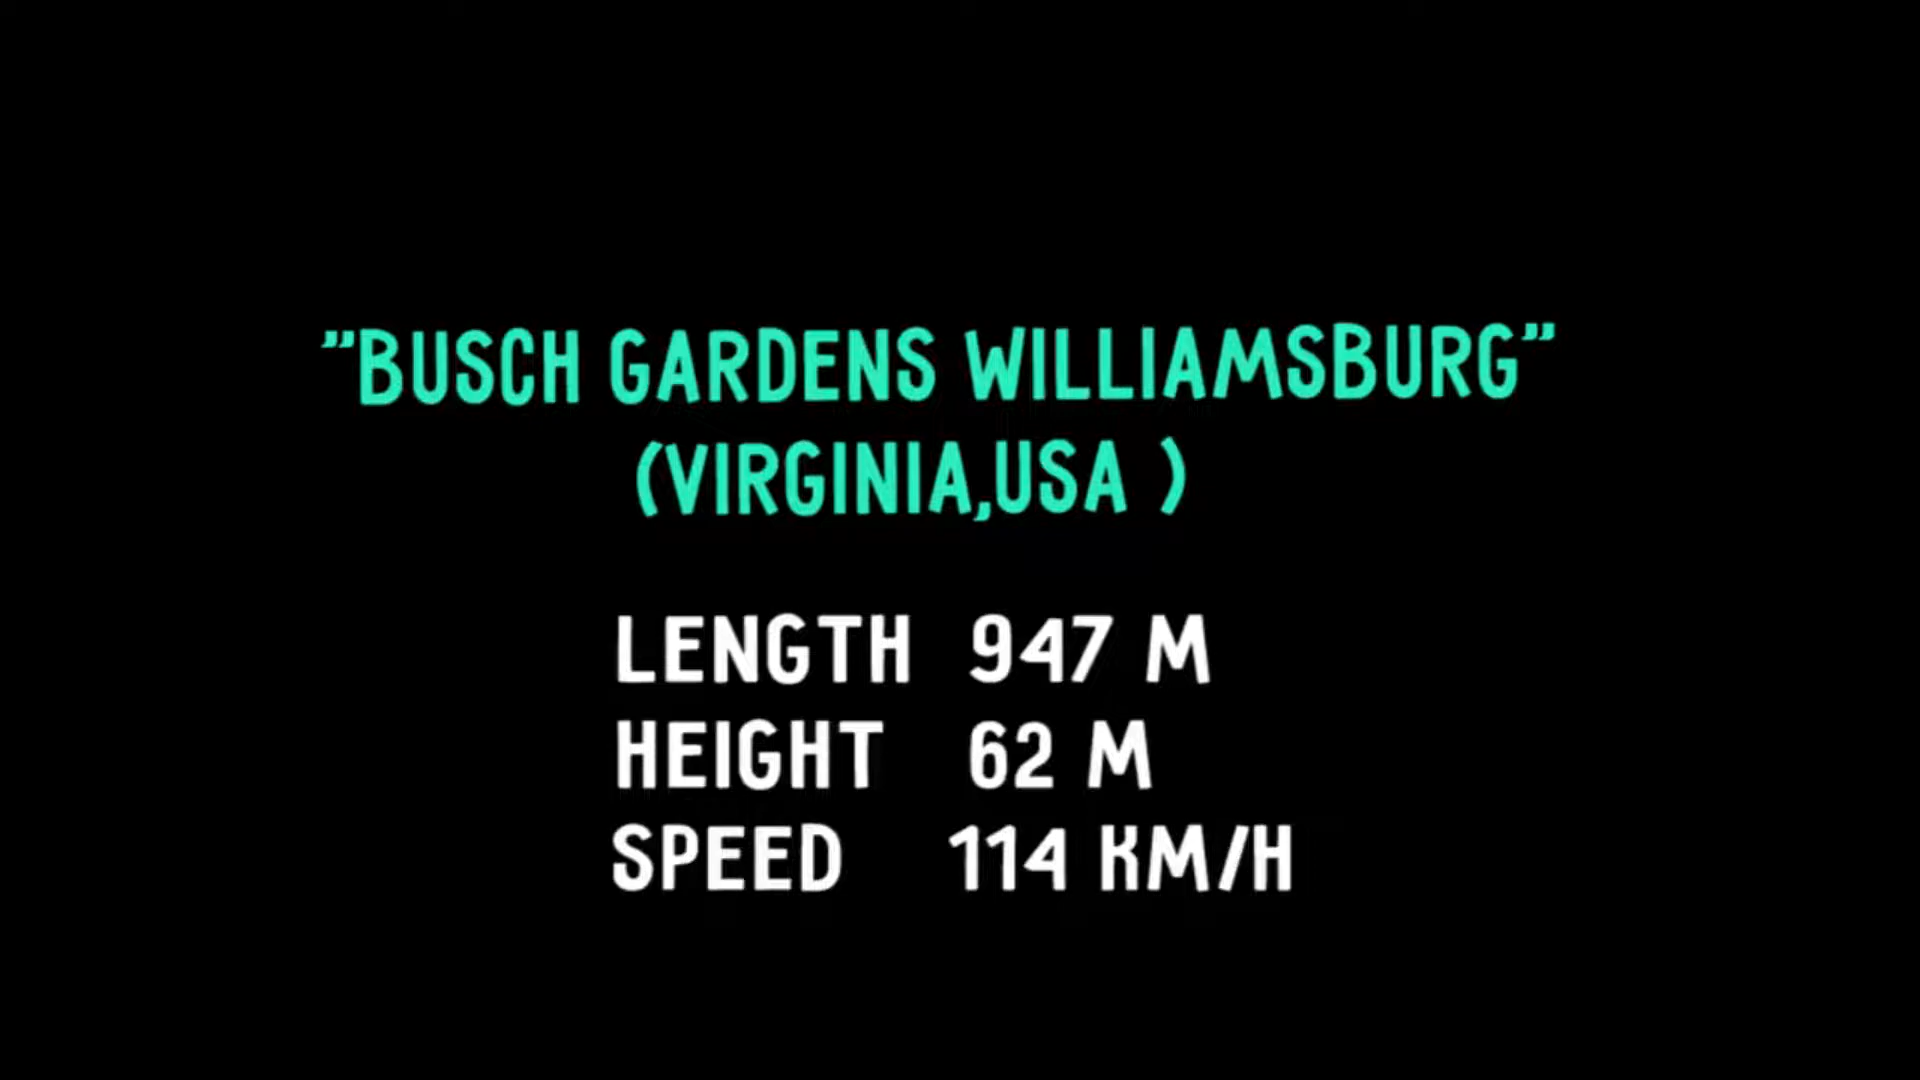 "BUSCH GARDENS WILLIAMSBURG"
(VIRGINIA,USA )
LENGTH 947 M
HEIGHT 62 M
SPEED 114 KM/H